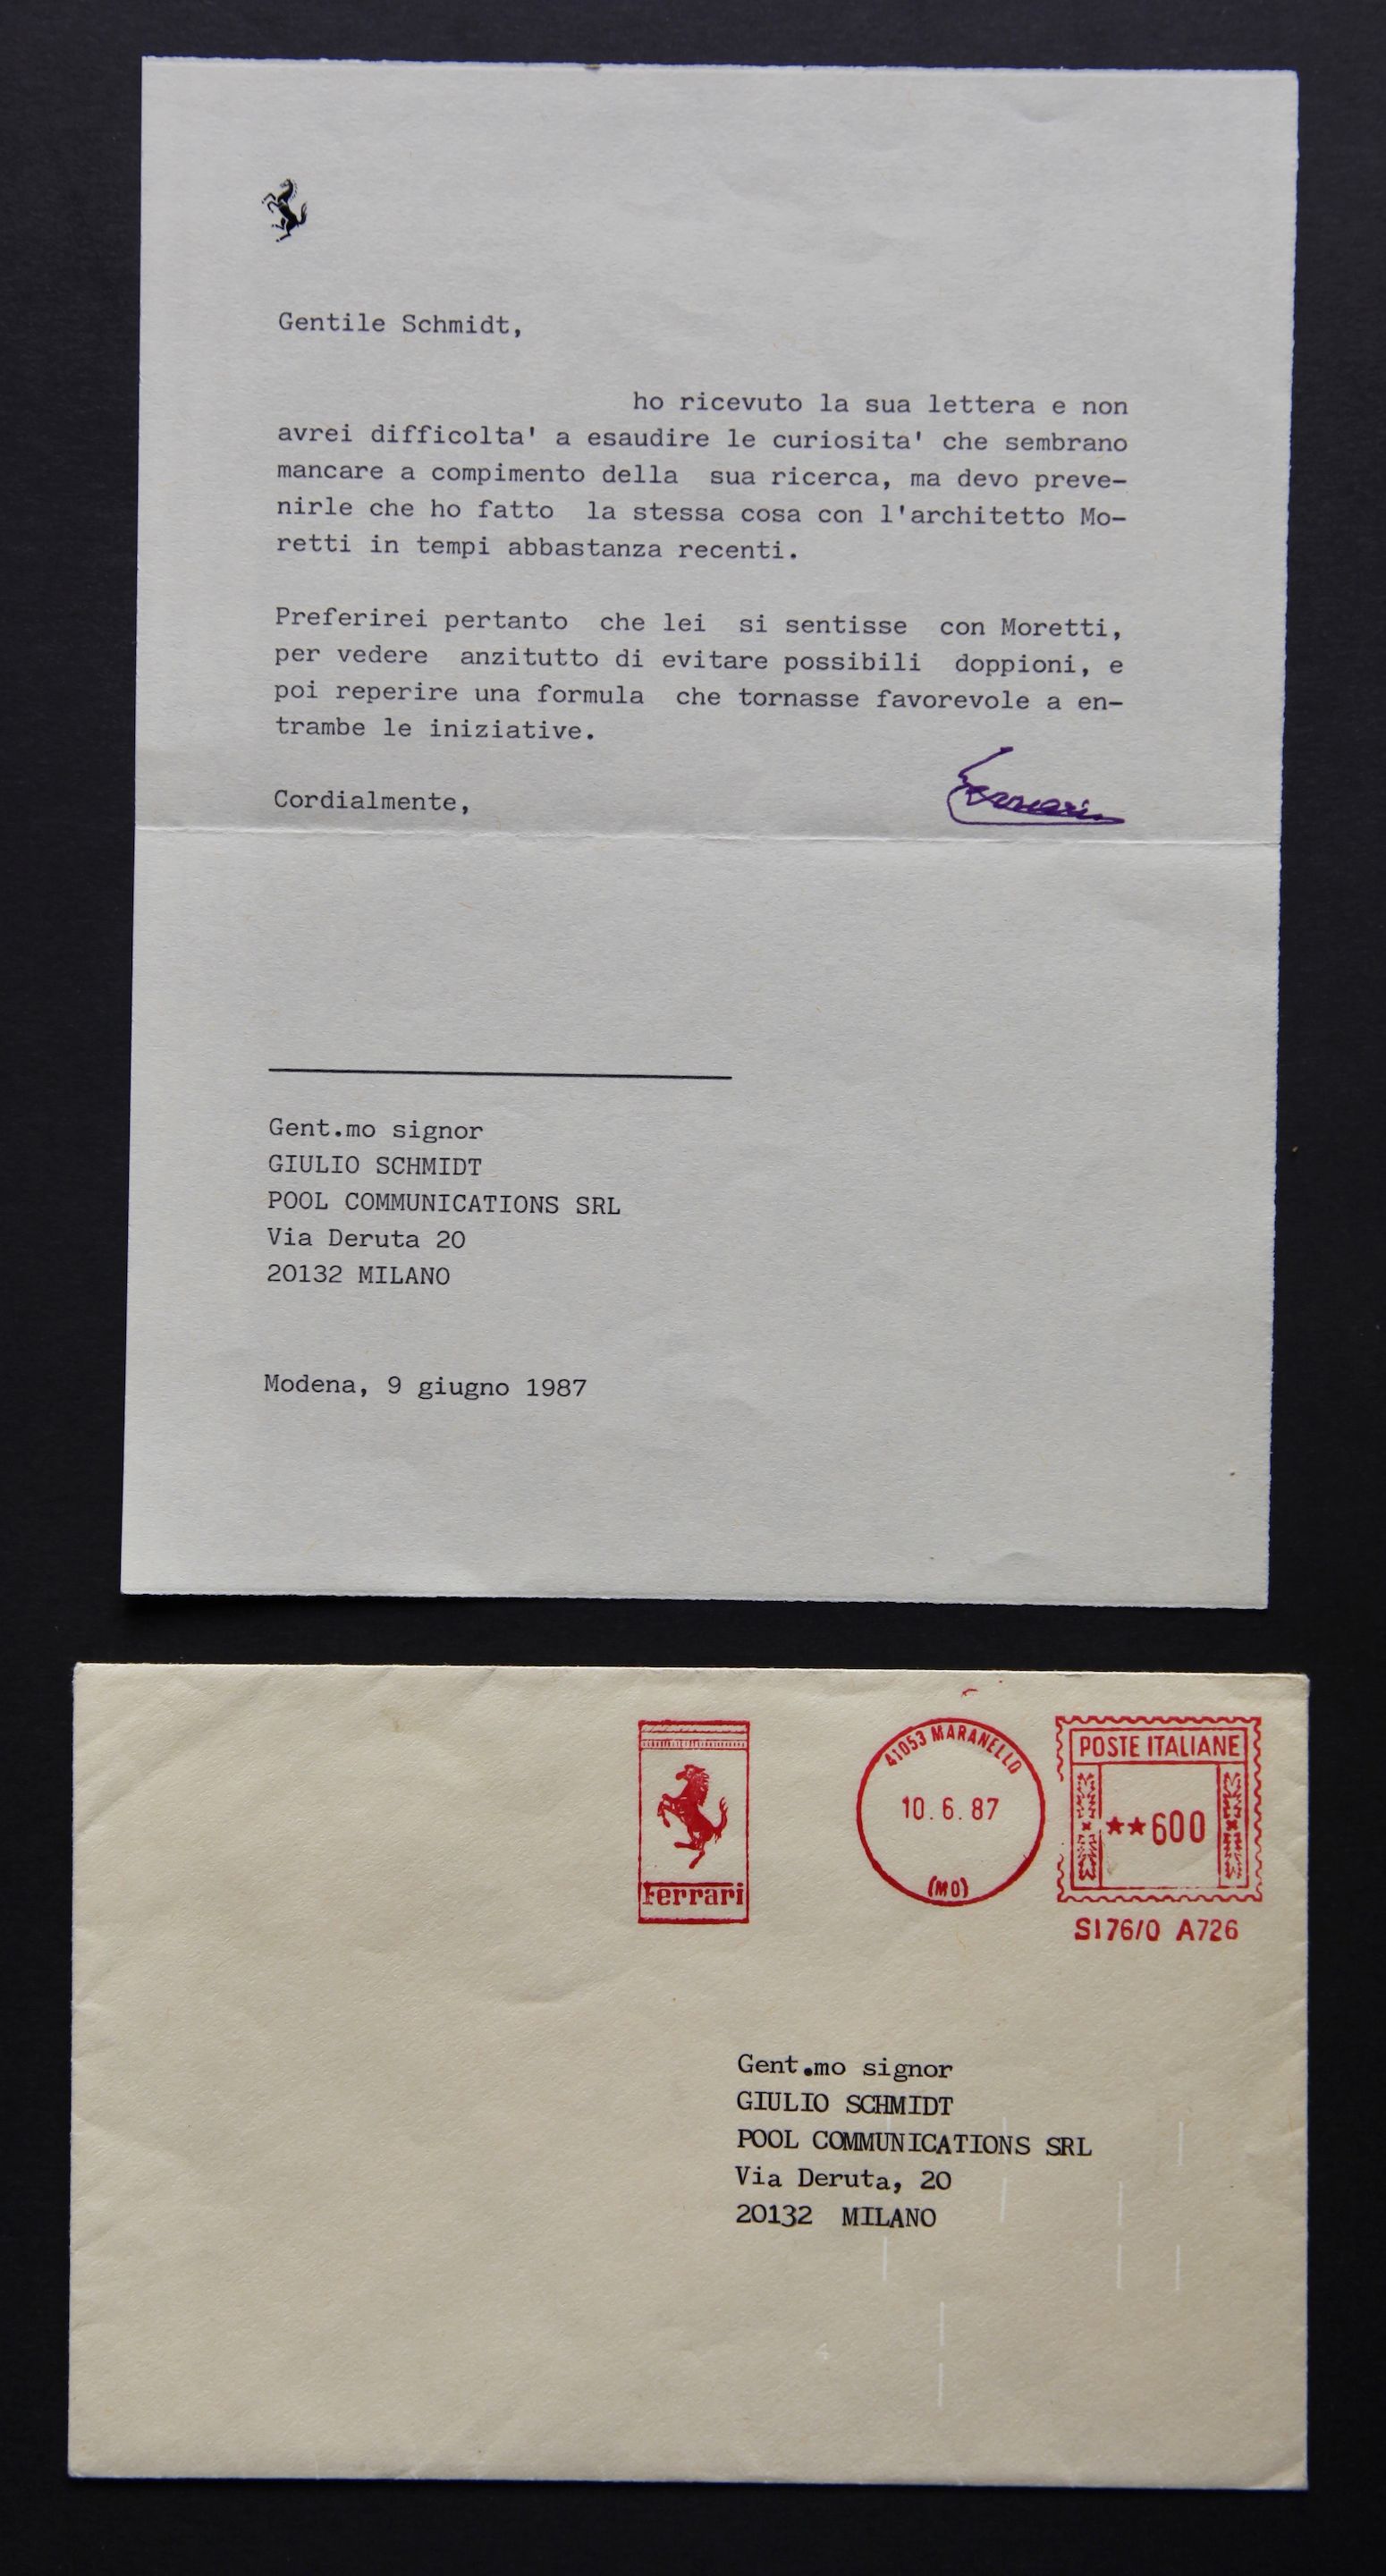 Gentile Schmidt,
ho ricevuto la sua lettera e non
avrei difficolta' a esaudire le curiosita' che sembrano
mancare a compimento della sua ricerca, ma devo preve-
nirle che ho fatto la stessa cosa con l'architetto Mo-
retti in tempi abbastanza recenti.
Preferirei pertanto che lei si sentisse con Moretti,
per vedere anzitutto di evitare possibili doppioni, e
poi reperire una formula che tornasse favorevole a en-
trambe le iniziative.
Ferrari
Cordialmente,
Gent.mo signor
GIULIO SCHMIDT
POOL COMMUNICATIONS SRL
Via Deruta 20
20132 MILANO
Modena, 9 giugno 1987
Ferrari
41053 MARANELLO
10.6.87
(MO)
POSTE ITALIANE
**600
SI76/0 A726
Gent.mo signor
GIULIO SCHMIDT
POOL COMMUNICATIONS SRL
Via Deruta, 20
20132 MILANO